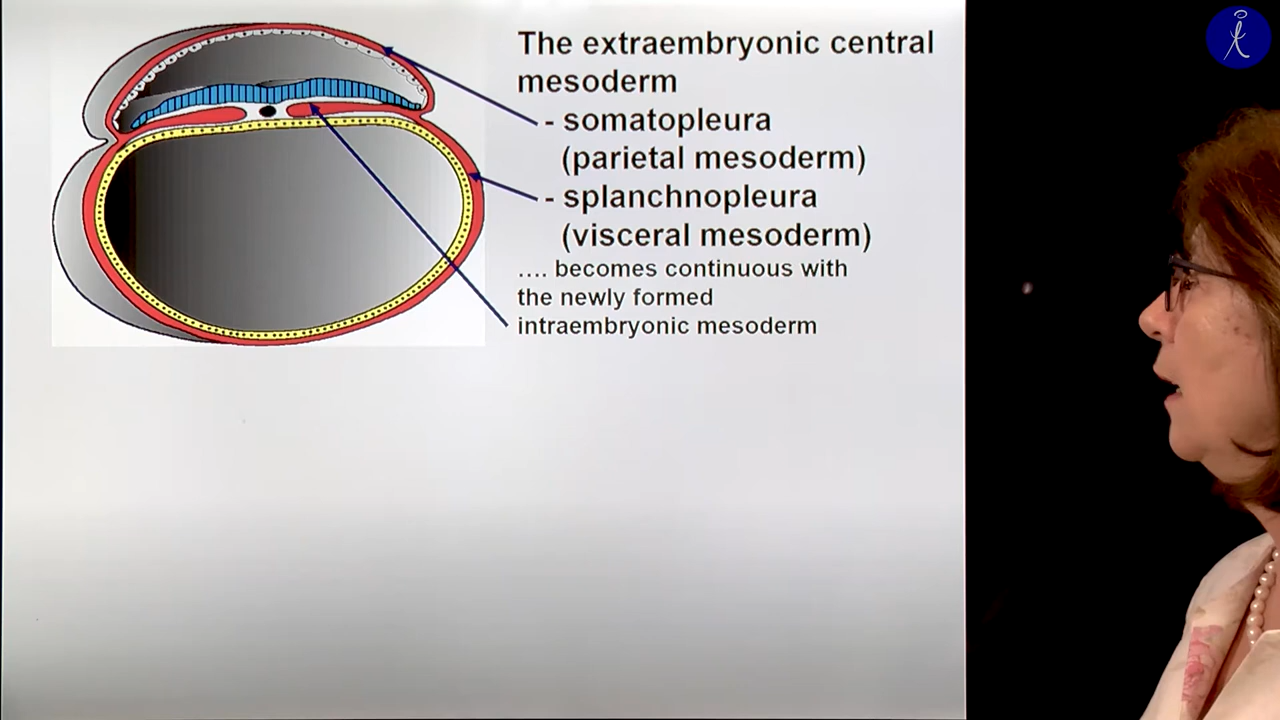 The extraembryonic central
mesoderm
- somatopleura
(parietal mesoderm)
- splanchnopleura
(visceral mesoderm)
.... becomes continuous with
the newly formed
intraembryonic mesoderm